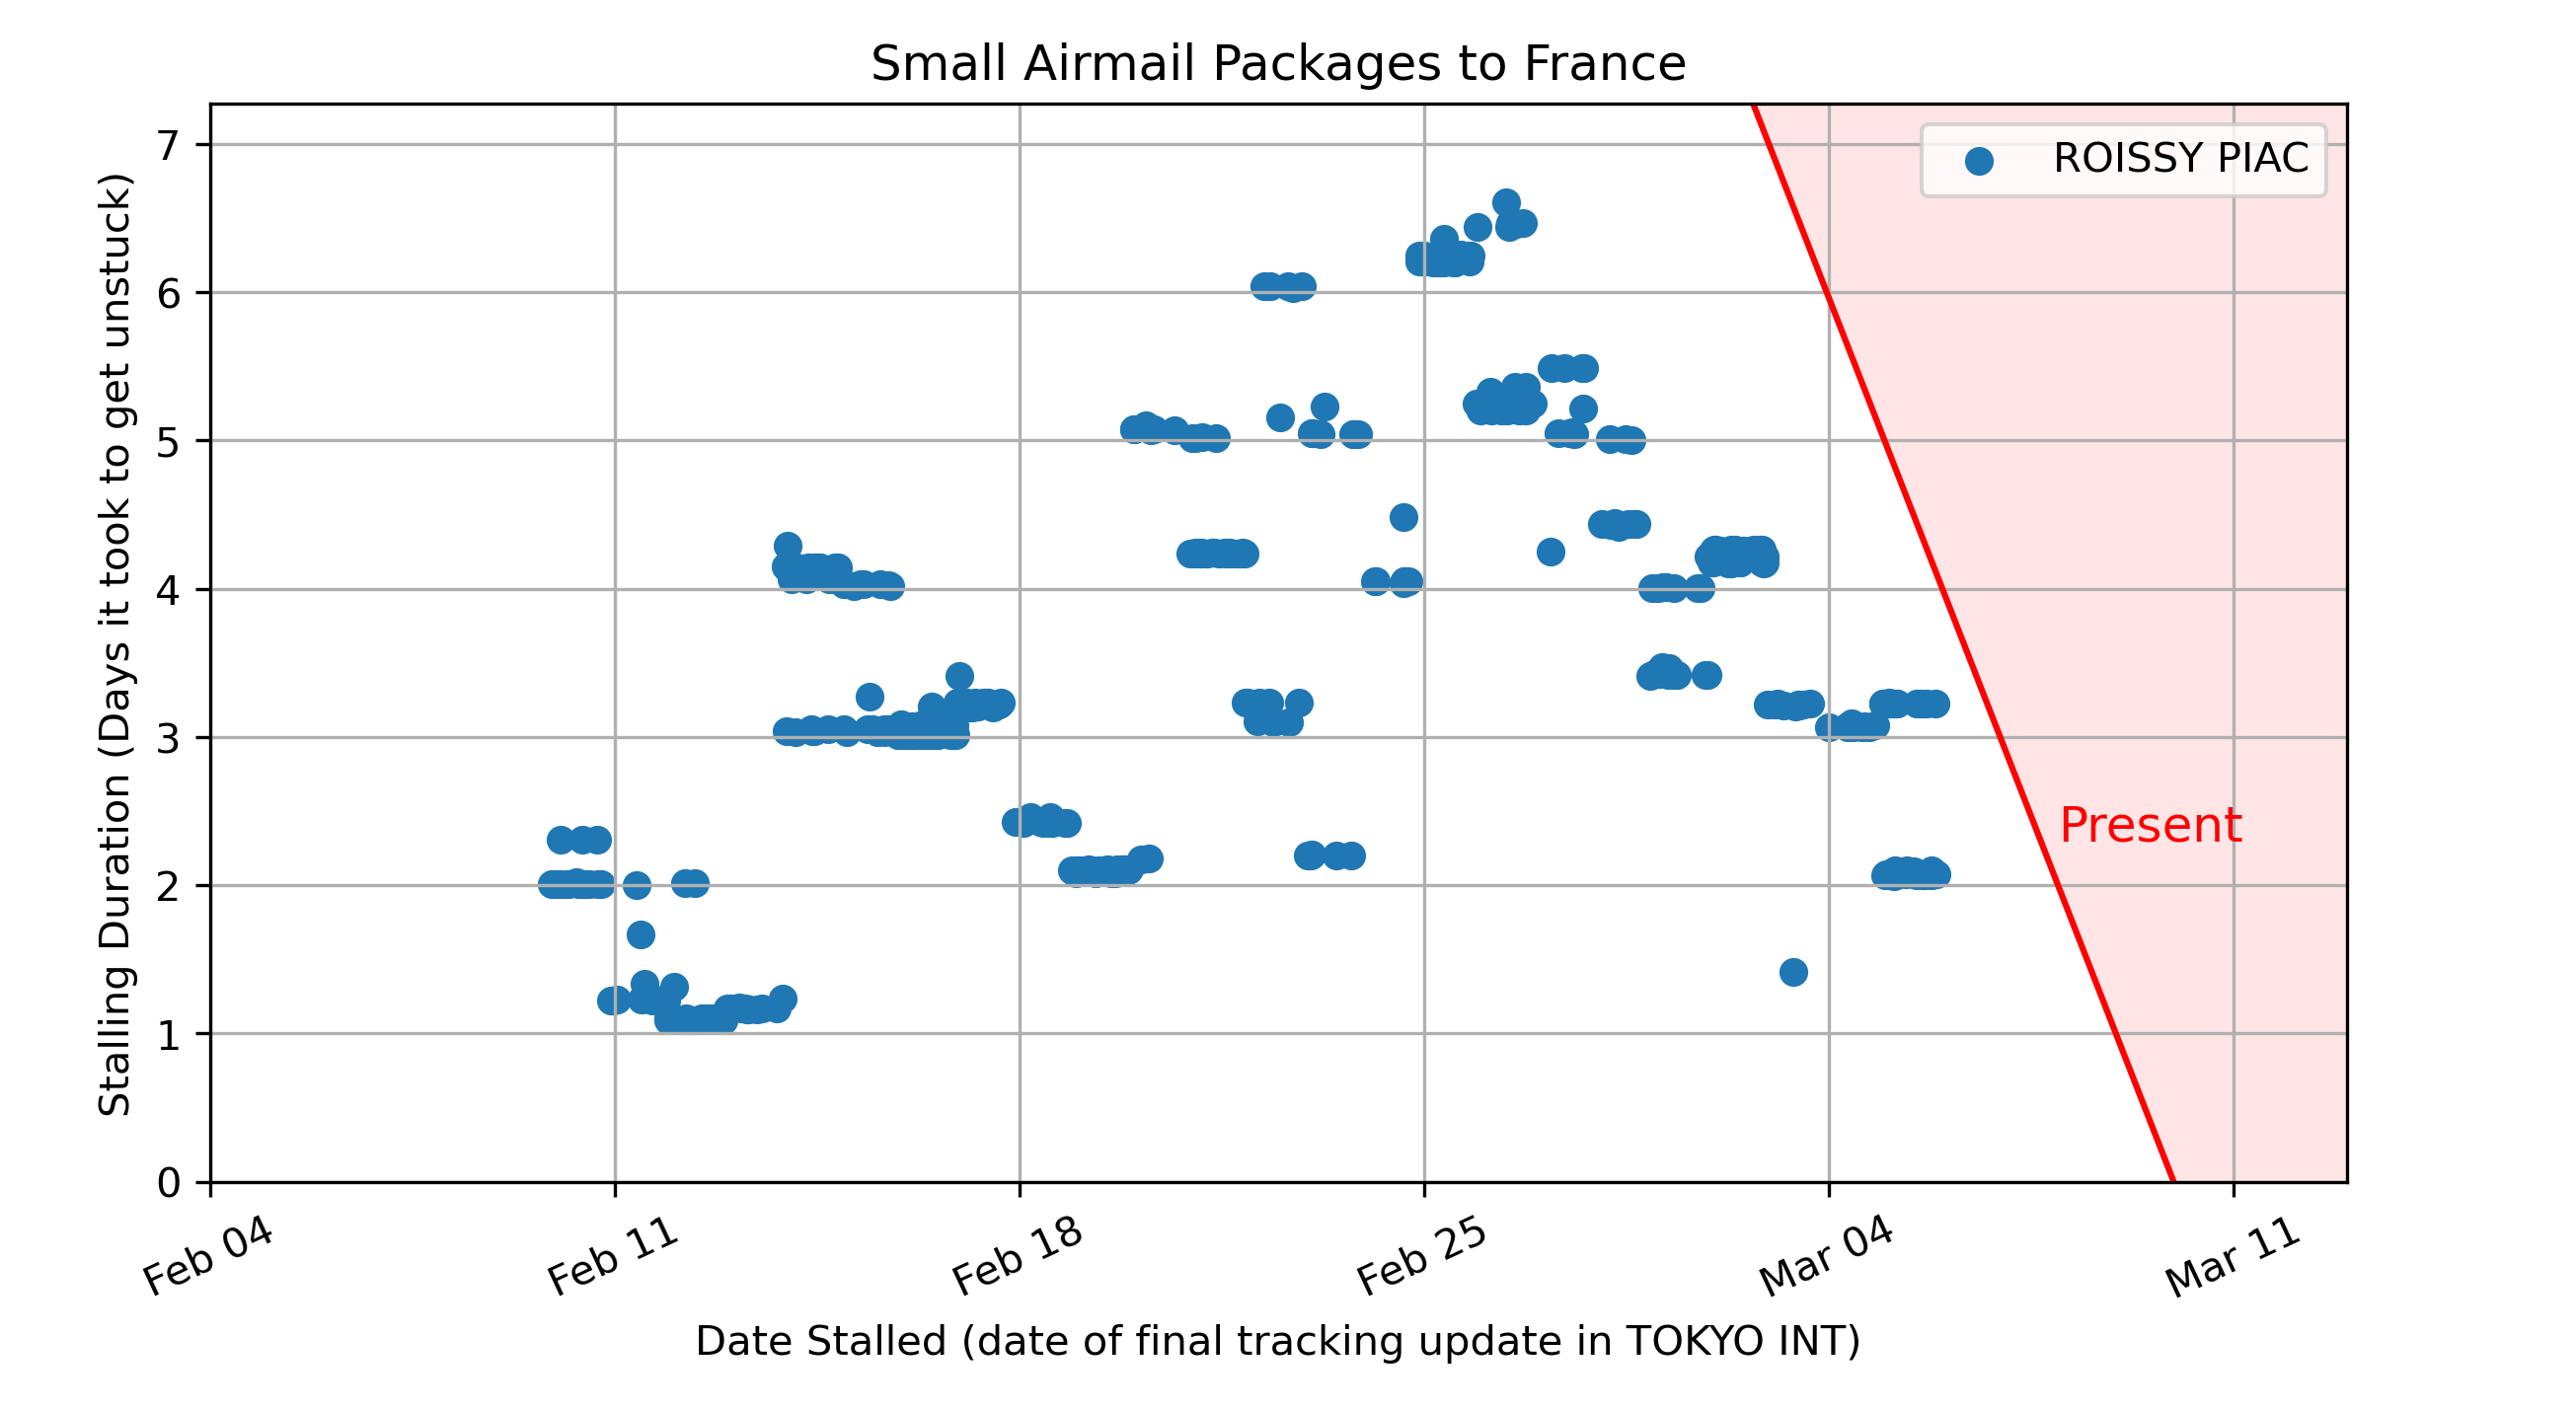 Small Airmail Packages to France
Stalling Duration (Days it took to get unstuck)
7
6
5
4
3
2
1
0
ROISSY PIAC
Present
Feb 04
Feb 11
Feb 18
Feb 25
Mar 04
Mar 11
Date Stalled (date of final tracking update in TOKYO INT)